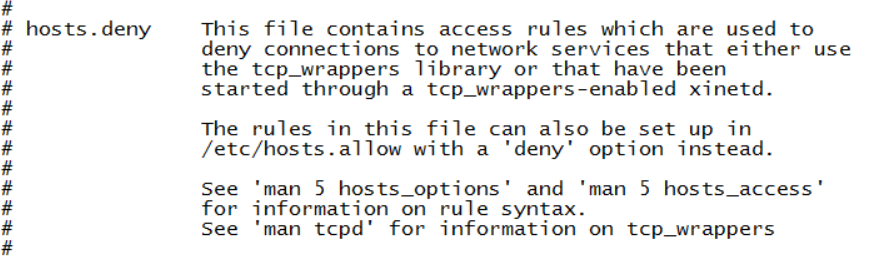 #
# hosts.deny    This file contains access rules which are used to
#               deny connections to network services that either use
#               the tcp_wrappers library or that have been
#               started through a tcp_wrappers-enabled xinetd.
#
#               The rules in this file can also be set up in
#               /etc/hosts.allow with a 'deny' option instead.
#
#               See 'man 5 hosts_options' and 'man 5 hosts_access'
#               for information on rule syntax.
#               See 'man tcpd' for information on tcp_wrappers
#